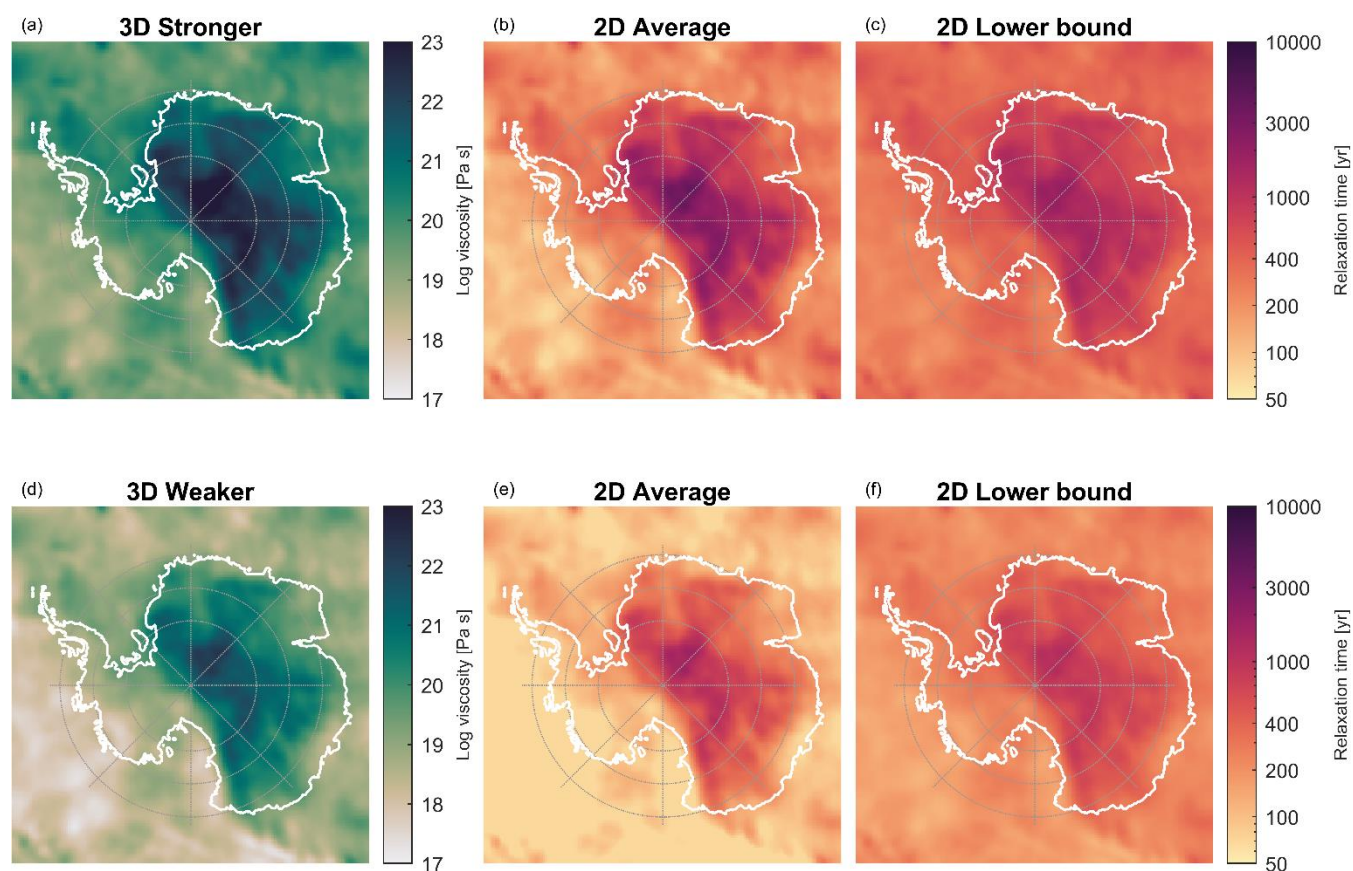 (a) 3D Stronger
23
22
21
20
19
18
17
Log viscosity [Pa s]
(b) 2D Average
(c) 2D Lower bound
10000
3000
1000
400
200
100
50
Relaxation time [yr]
(d) 3D Weaker
23
22
21
20
19
18
17
Log viscosity [Pa s]
(e) 2D Average
(f) 2D Lower bound
10000
3000
1000
400
200
100
50
Relaxation time [yr]